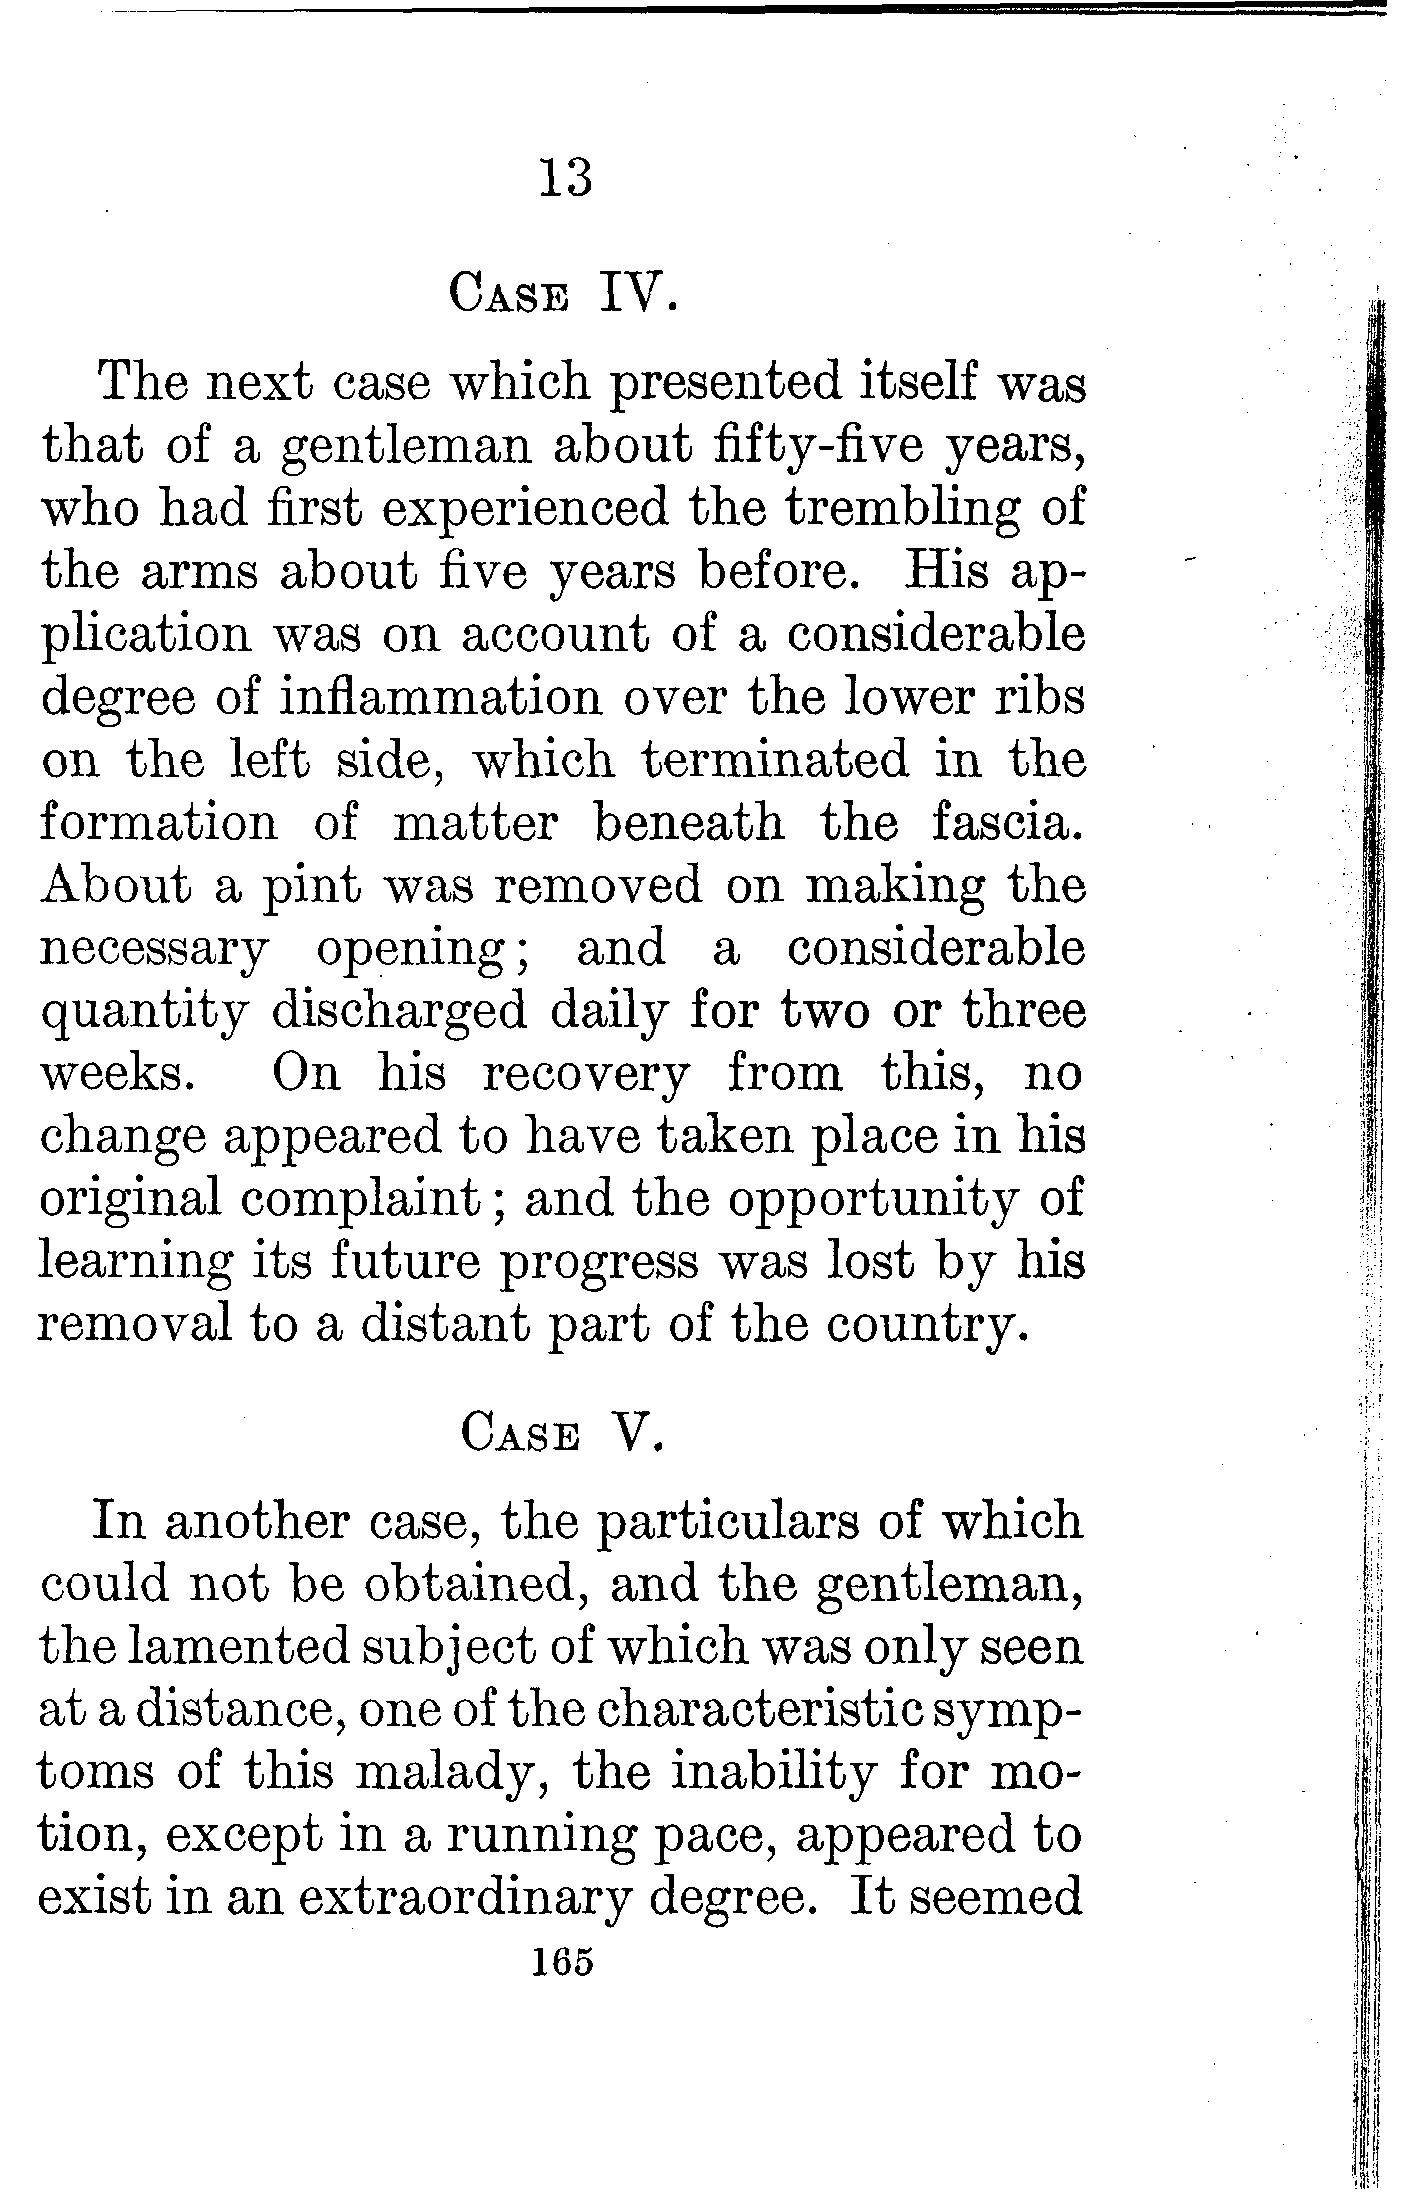 13
CASE IV.
The next case which presented itself was
that of a gentleman about fifty-five years,
who had first experienced the trembling of
the arms about five years before. His ap-
plication was on account of a considerable
degree of inflammation over the lower ribs
on the left side, which terminated in the
formation of matter beneath the fascia.
About a pint was removed on making the
necessary opening; and a considerable
quantity discharged daily for two or three
weeks. On his recovery from this, no
change appeared to have taken place in his
original complaint; and the opportunity of
learning its future progress was lost by his
removal to a distant part of the country.
CASE V.
In another case, the particulars of which
could not be obtained, and the gentleman,
the lamented subject of which was only seen
at a distance, one of the characteristic symp-
toms of this malady, the inability for mo-
tion, except in a running pace, appeared to
exist in an extraordinary degree. It seemed
165